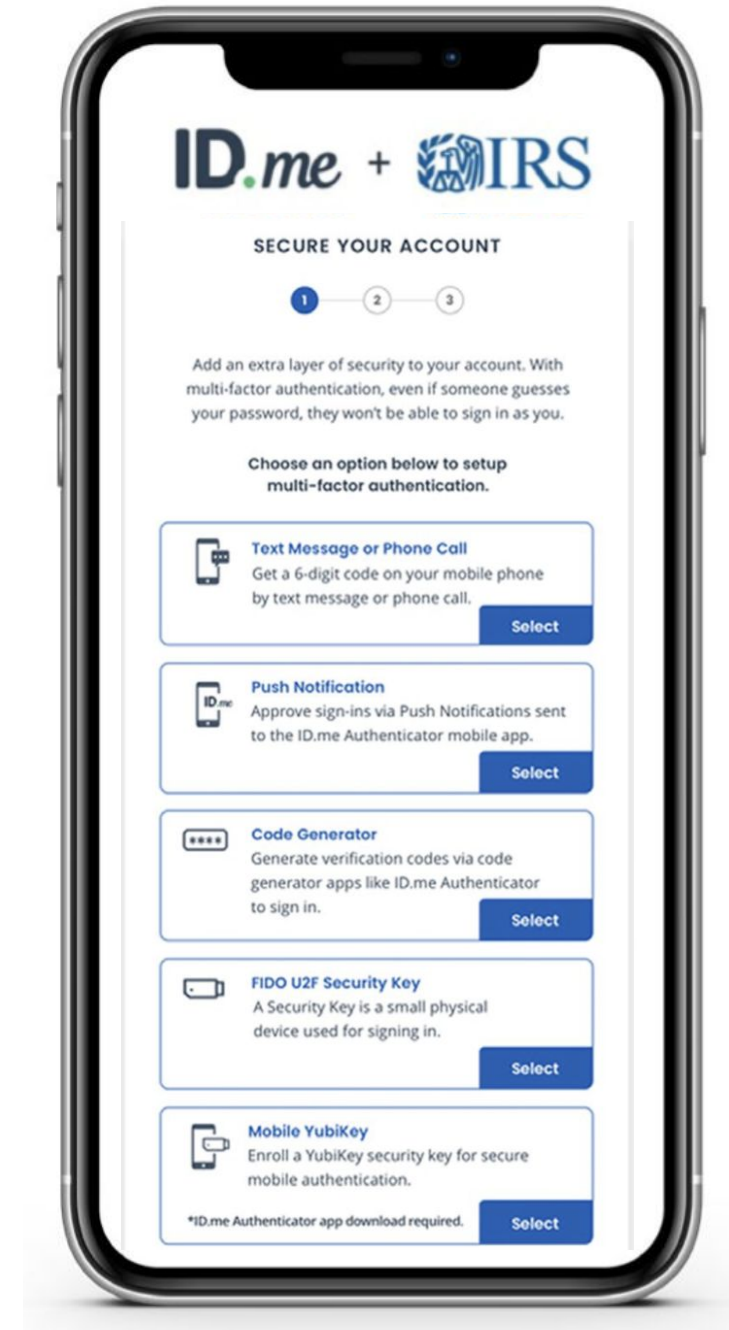 ID.me + IRS
SECURE YOUR ACCOUNT
1 2 3
Add an extra layer of security to your account. With
multi-factor authentication, even if someone guesses
your password, they won't be able to sign in as you.
Choose an option below to setup
multi-factor authentication.
Text Message or Phone Call
Get a 6-digit code on your mobile phone
by text message or phone call.
Select
ID.me
Push Notification
Approve sign-ins via Push Notifications sent
to the ID.me Authenticator mobile app.
Select
****
Code Generator
Generate verification codes via code
generator apps like ID.me Authenticator
to sign in.
Select
FIDO U2F Security Key
A Security Key is a small physical
device used for signing in.
Select
Mobile YubiKey
Enroll a YubiKey security key for secure
mobile authentication.
*ID.me Authenticator app download required.
Select